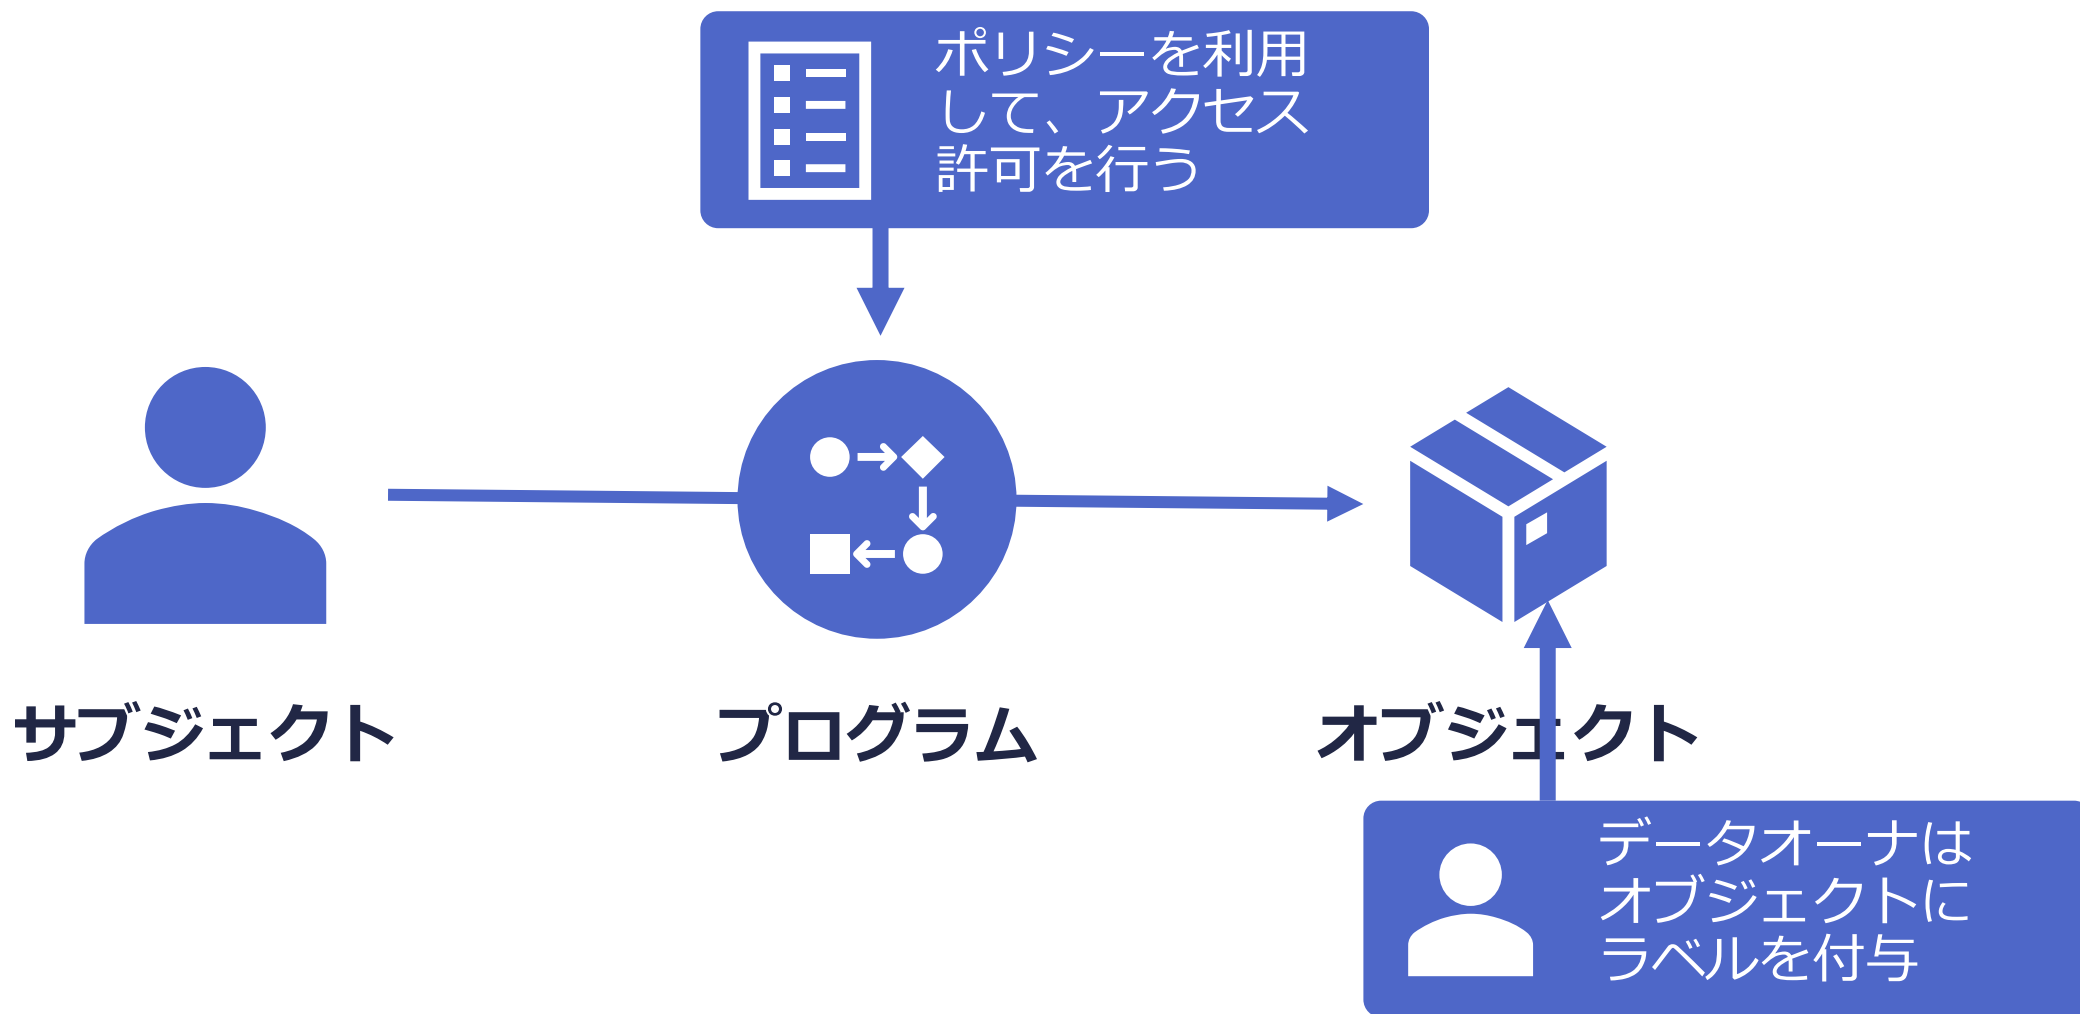 ポリシーを利用
して、アクセス
許可を行う
サブジェクト
プログラム
オブジェクト
データオーナは
オブジェクトに
ラベルを付与